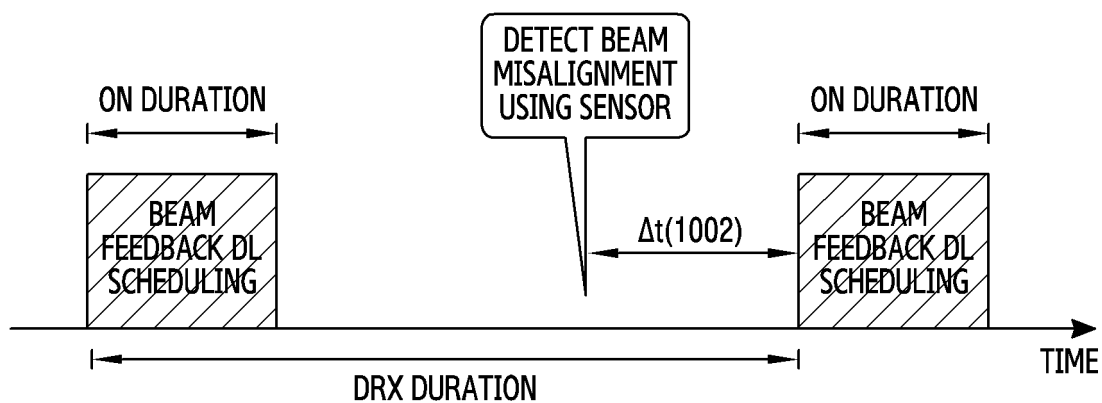 DETECT BEAM
MISALIGNMENT
USING SENSOR
ON DURATION
ON DURATION
BEAM
FEEDBACK DL
SCHEDULING
Δt(1002)
BEAM
FEEDBACK DL
SCHEDULING
TIME
DRX DURATION